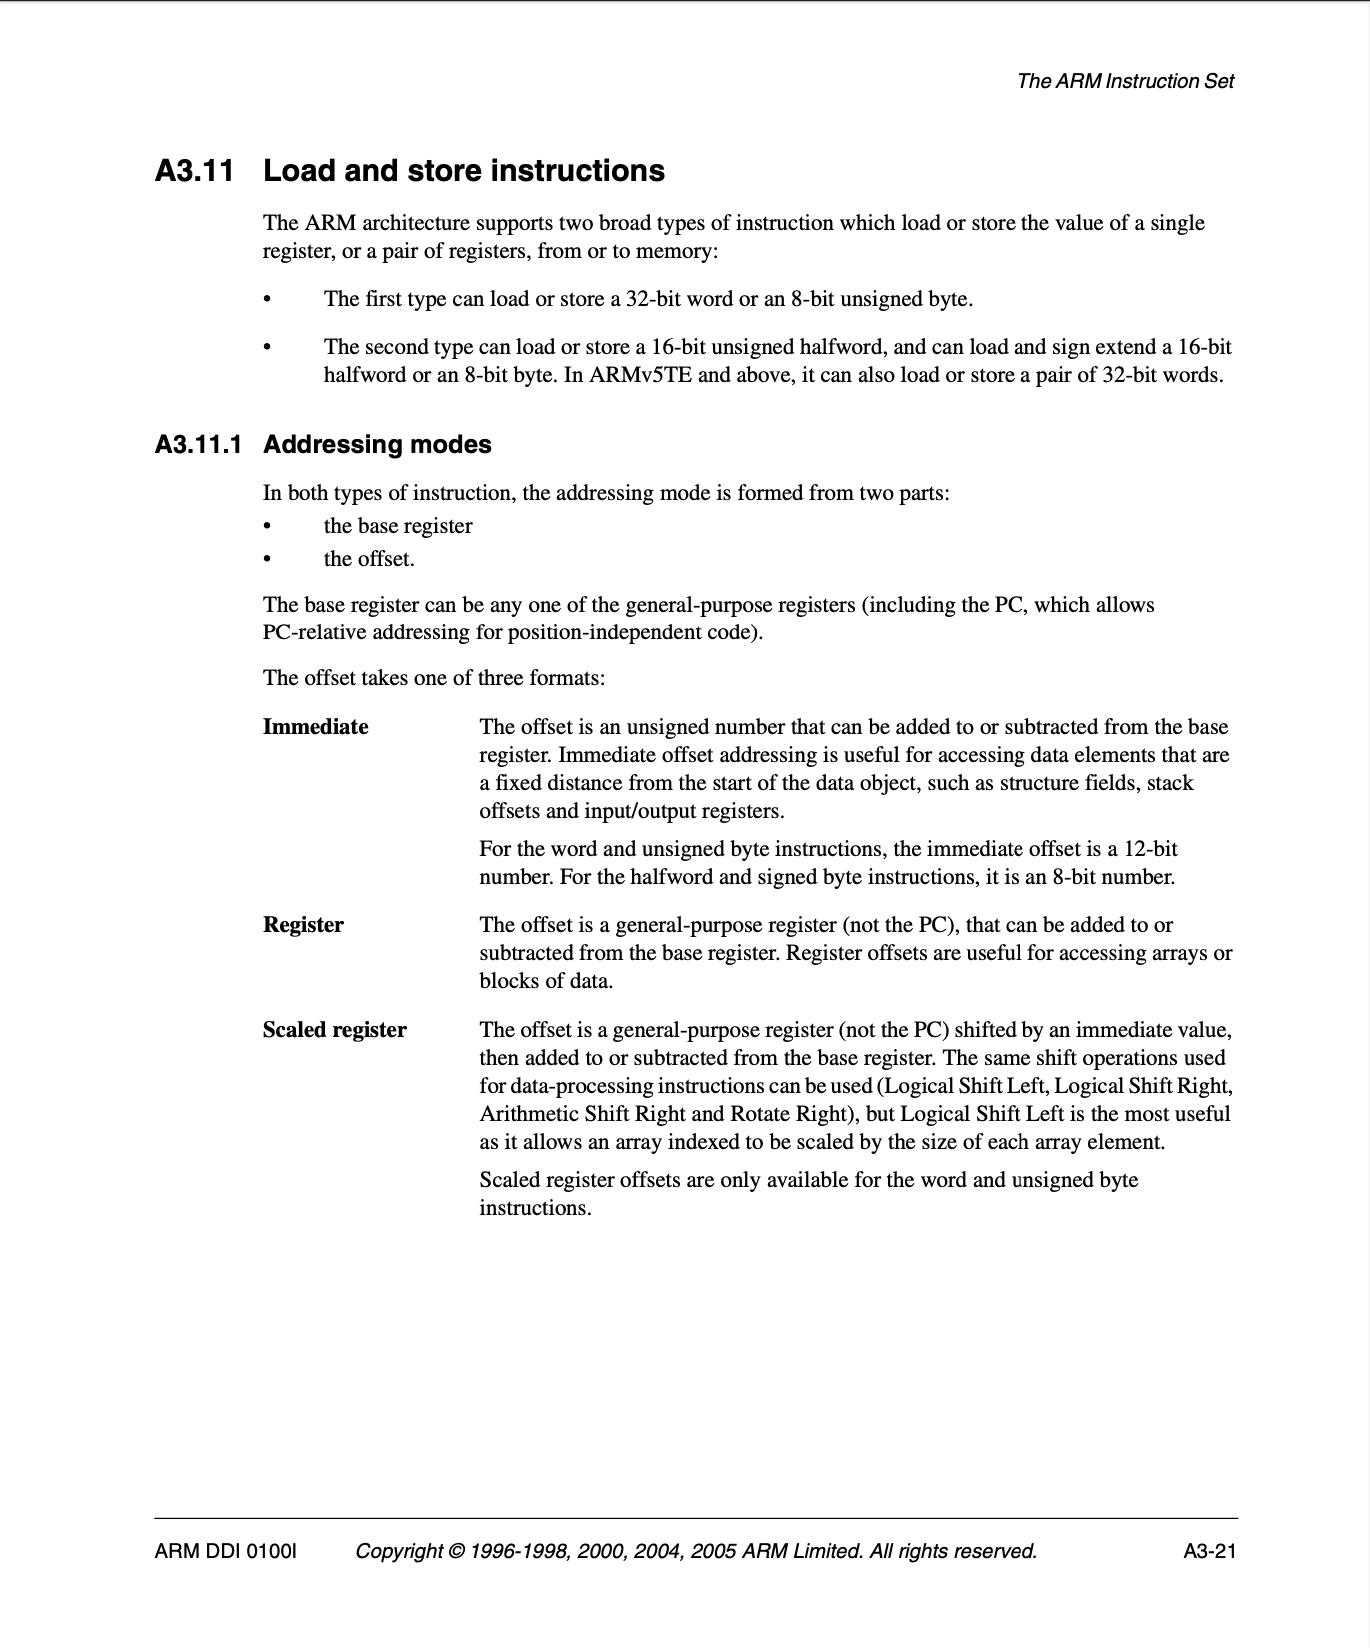 The ARM Instruction Set
A3.11 Load and store instructions
The ARM architecture supports two broad types of instruction which load or store the value of a single
register, or a pair of registers, from or to memory:
• The first type can load or store a 32-bit word or an 8-bit unsigned byte.
• The second type can load or store a 16-bit unsigned halfword, and can load and sign extend a 16-bit
halfword or an 8-bit byte. In ARMv5TE and above, it can also load or store a pair of 32-bit words.
A3.11.1 Addressing modes
In both types of instruction, the addressing mode is formed from two parts:
• the base register
• the offset.
The base register can be any one of the general-purpose registers (including the PC, which allows
PC-relative addressing for position-independent code).
The offset takes one of three formats:
Immediate The offset is an unsigned number that can be added to or subtracted from the base
register. Immediate offset addressing is useful for accessing data elements that are
a fixed distance from the start of the data object, such as structure fields, stack
offsets and input/output registers.
For the word and unsigned byte instructions, the immediate offset is a 12-bit
number. For the halfword and signed byte instructions, it is an 8-bit number.
Register The offset is a general-purpose register (not the PC), that can be added to or
subtracted from the base register. Register offsets are useful for accessing arrays or
blocks of data.
Scaled register The offset is a general-purpose register (not the PC) shifted by an immediate value,
then added to or subtracted from the base register. The same shift operations used
for data-processing instructions can be used (Logical Shift Left, Logical Shift Right,
Arithmetic Shift Right and Rotate Right), but Logical Shift Left is the most useful
as it allows an array indexed to be scaled by the size of each array element.
Scaled register offsets are only available for the word and unsigned byte
instructions.
ARM DDI 0100I Copyright © 1996-1998, 2000, 2004, 2005 ARM Limited. All rights reserved. A3-21